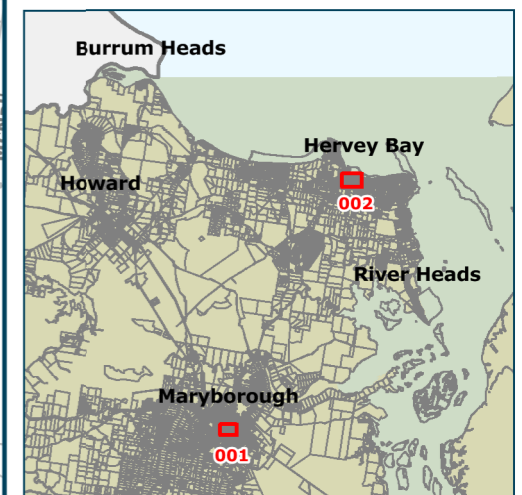 Burrum Heads
Hervey Bay
Howard
002
River Heads
Maryborough
001